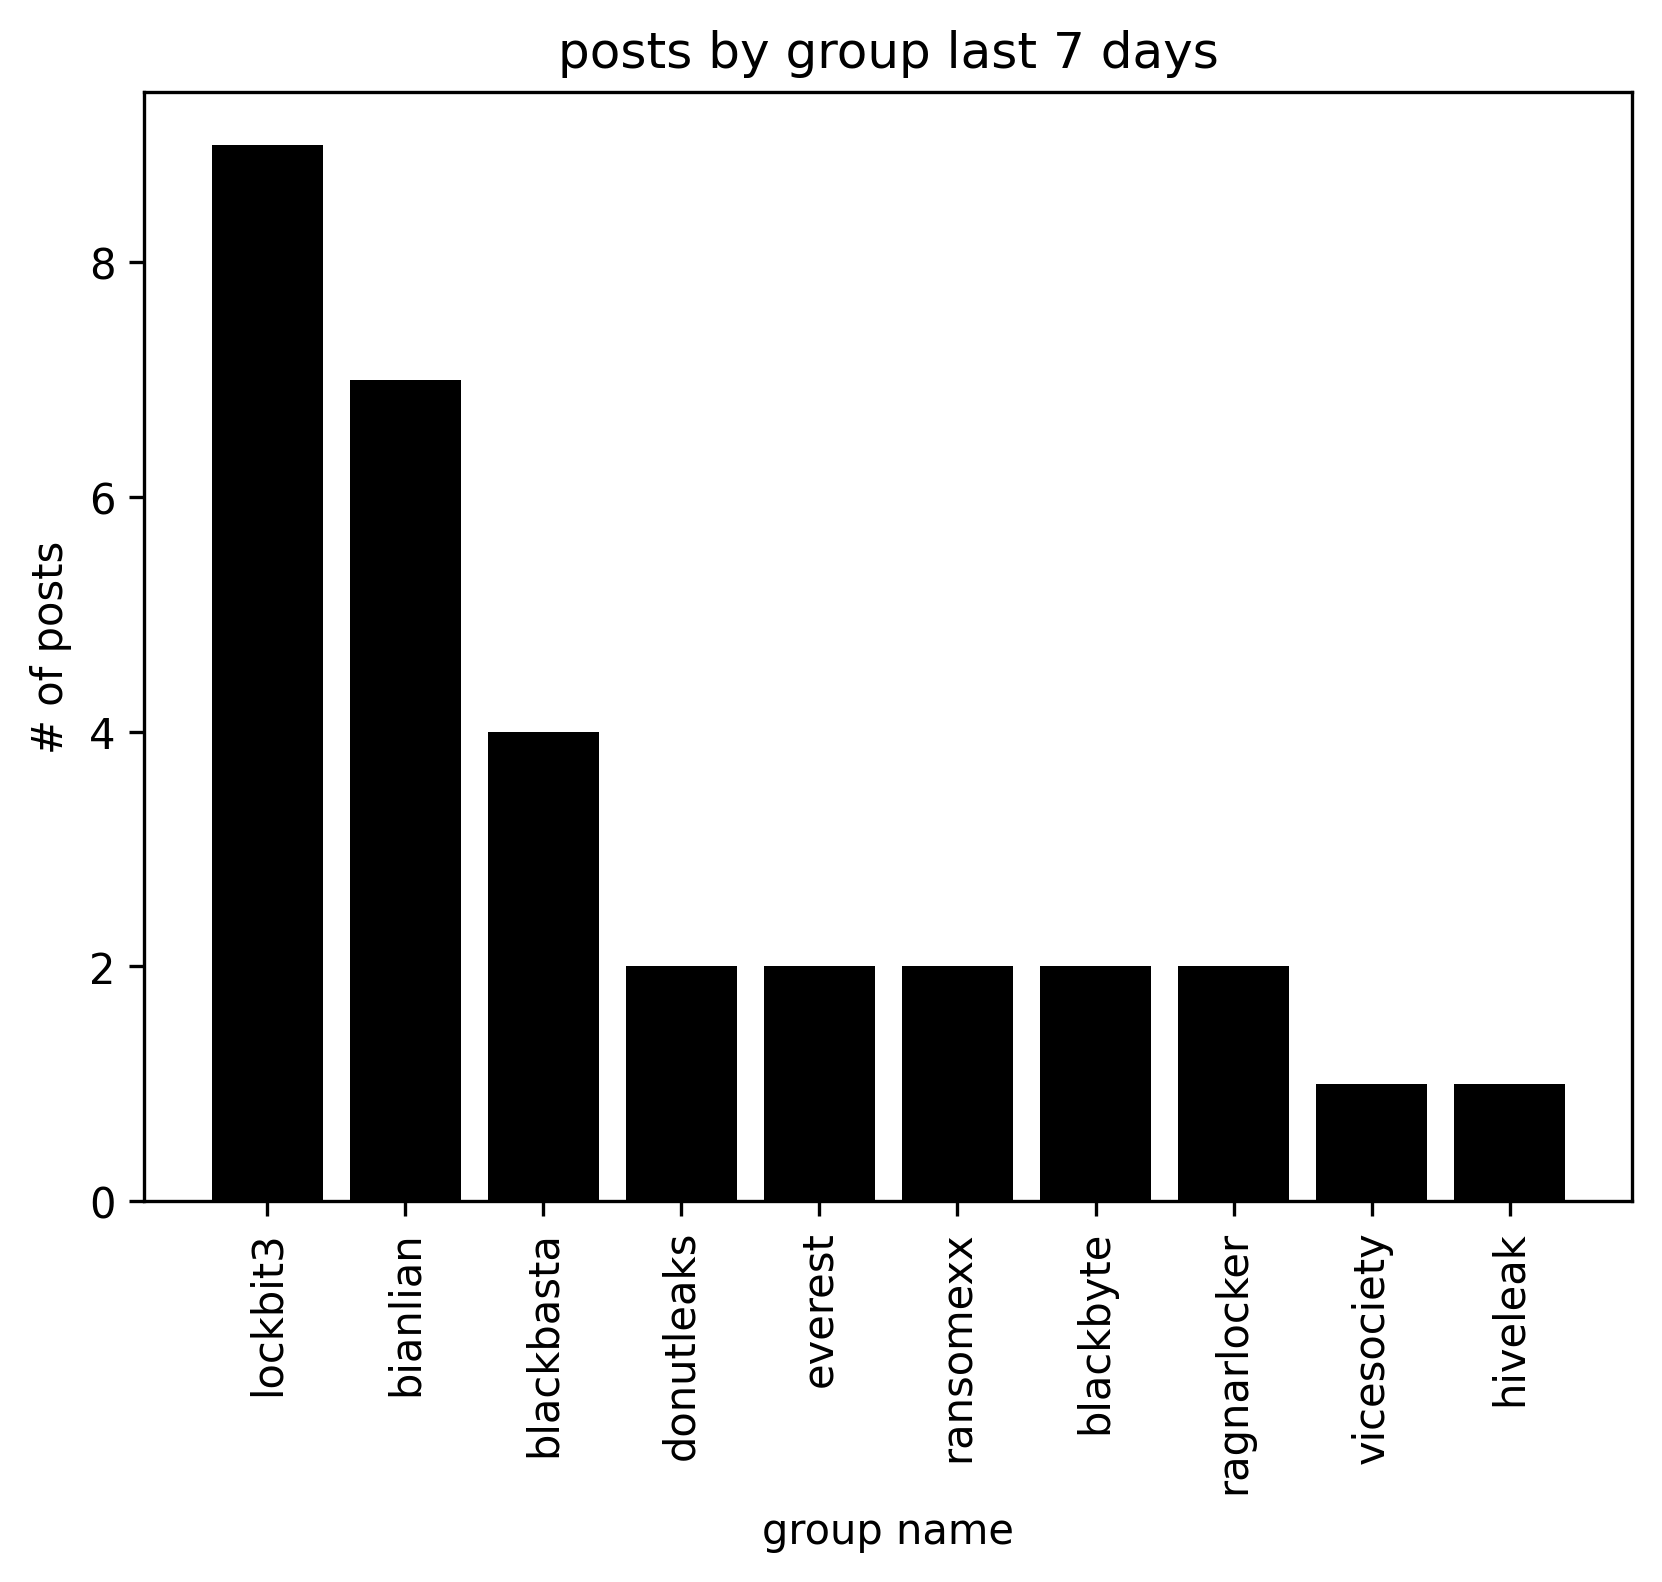 posts by group last 7 days
# of posts
8
6
4
2
0
lockbit3
bianlian
blackbasta
donutleaks
everest
ransomexx
blackbyte
ragnarlocker
vicesociety
hiveleak
group name